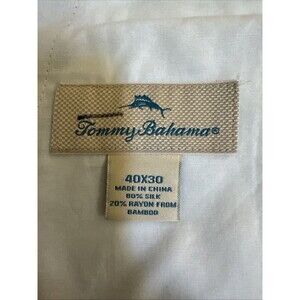 Tommy Bahama®
40X30
MADE IN CHINA
80% SILK
20% RAYON FROM
BAMBOO